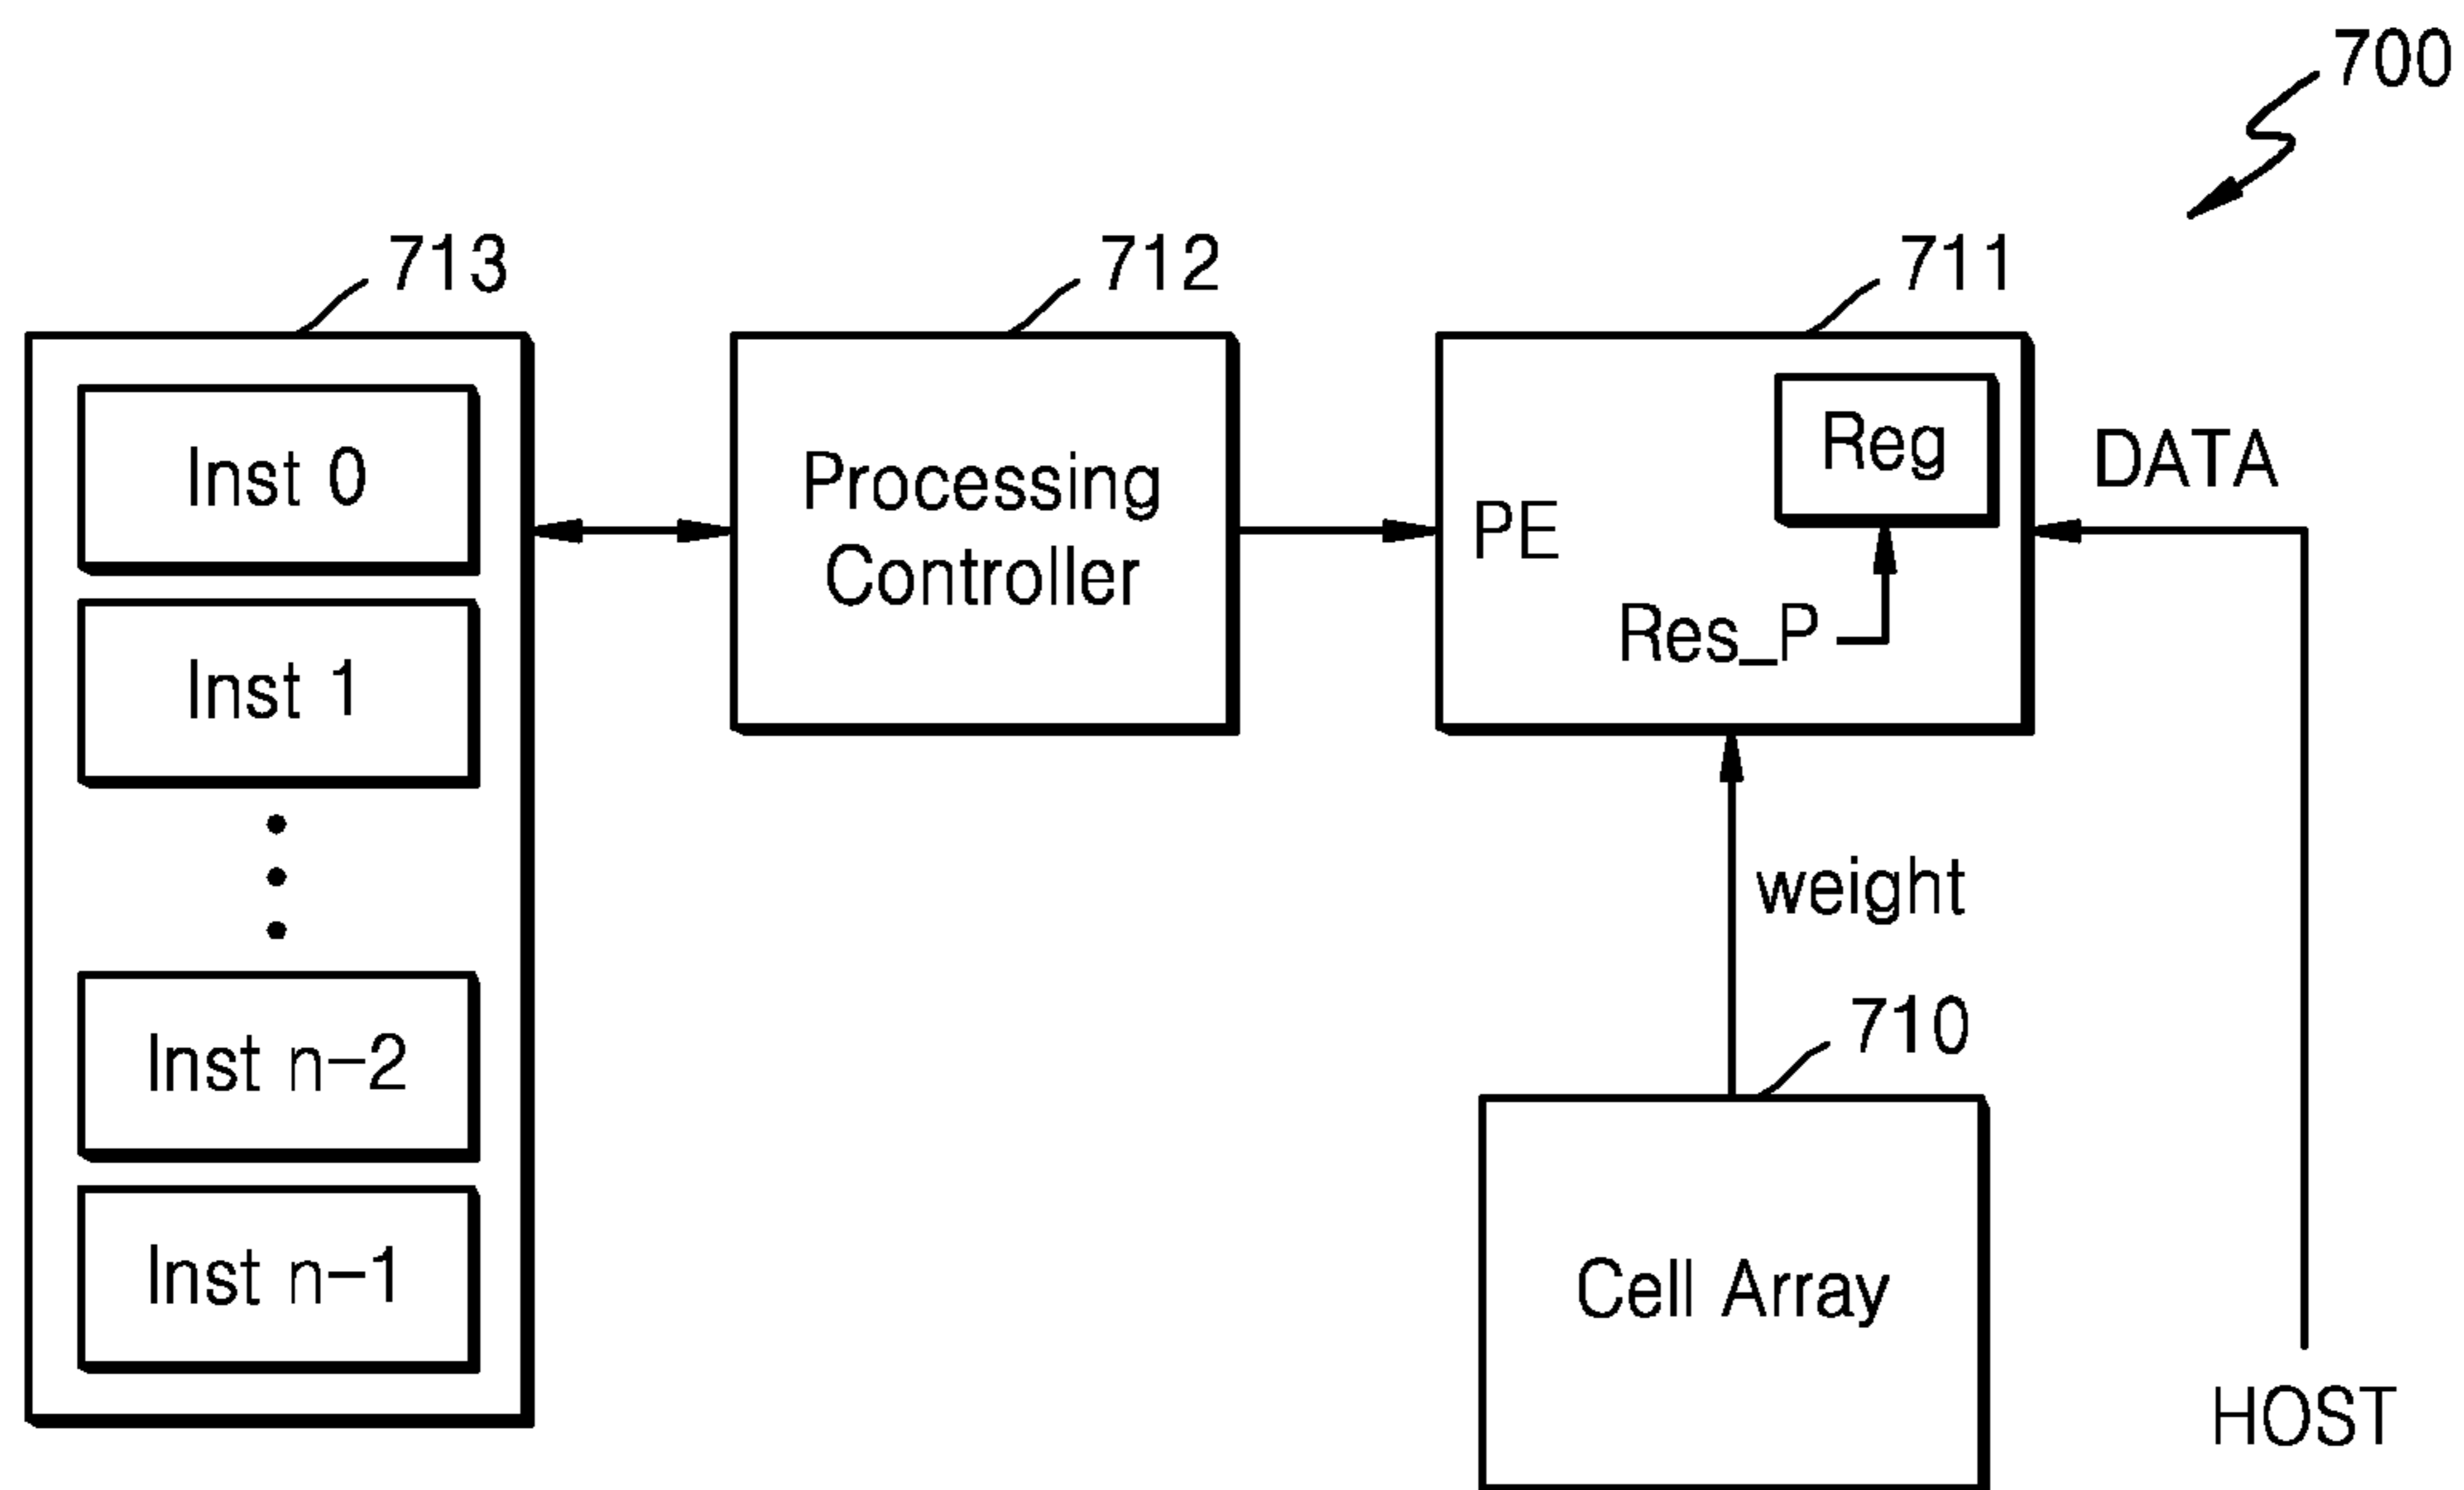 700
713
712
711
Inst 0
Inst 1
Inst n-2
Inst n-1
Processing
Controller
PE
Reg
Res_P
DATA
weight
710
Cell Array
HOST